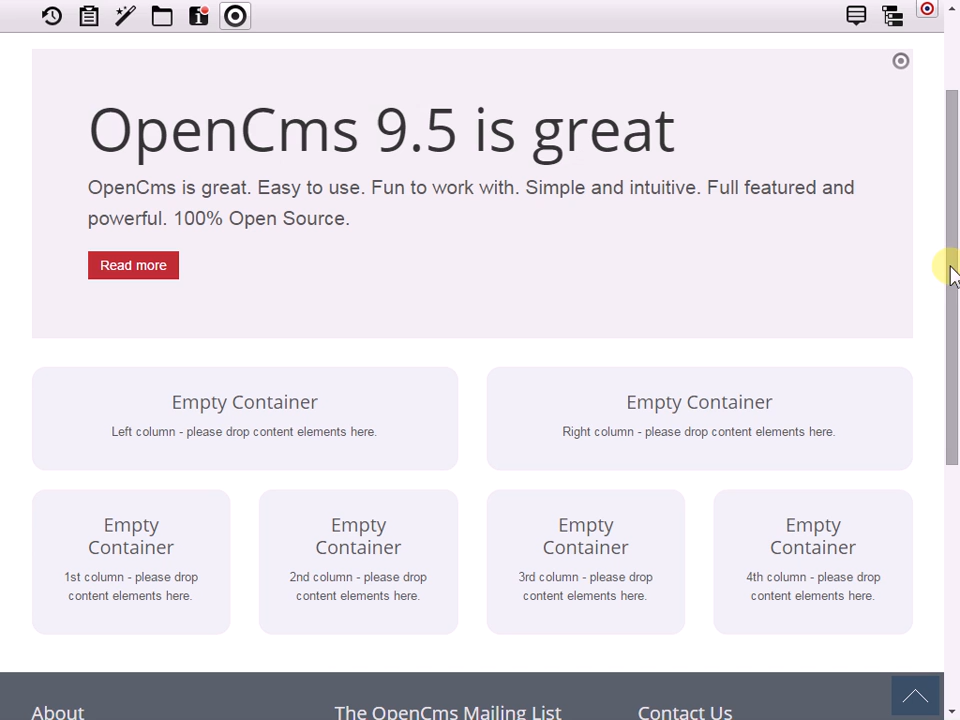 OpenCms 9.5 is great
OpenCms is great. Easy to use. Fun to work with. Simple and intuitive. Full featured and
powerful. 100% Open Source.
Read more
Empty Container
Left column - please drop content elements here.
Empty Container
Right column - please drop content elements here.
Empty
Container
1st column - please drop
content elements here.
Empty
Container
2nd column - please drop
content elements here.
Empty
Container
3rd column - please drop
content elements here.
Empty
Container
4th column - please drop
content elements here.
About
The OpenCms Mailing List
Contact Us